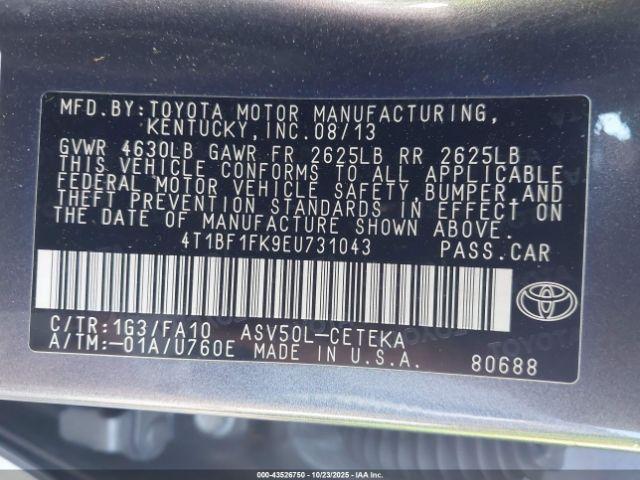 MFD. BY: TOYOTA MOTOR MANUFACTURING,
KENTUCKY, INC. 08/13
GVWR 4630LB GAWR FR 2625LB RR 2625LB
THIS VEHICLE CONFORMS TO ALL APPLICABLE
FEDERAL MOTOR VEHICLE SAFETY, BUMPER, AND
THEFT PREVENTION STANDARDS IN EFFECT ON
THE DATE OF MANUFACTURE SHOWN ABOVE.
4T1BF1FK9EU731043 PASS. CAR
C/TR: 1G3/FA10 ASV50L-CETEKA
A/TM: -01A/U760E MADE IN U.S.A.
80688
000-43526750 | 10/23/2025 - IAAI.COM